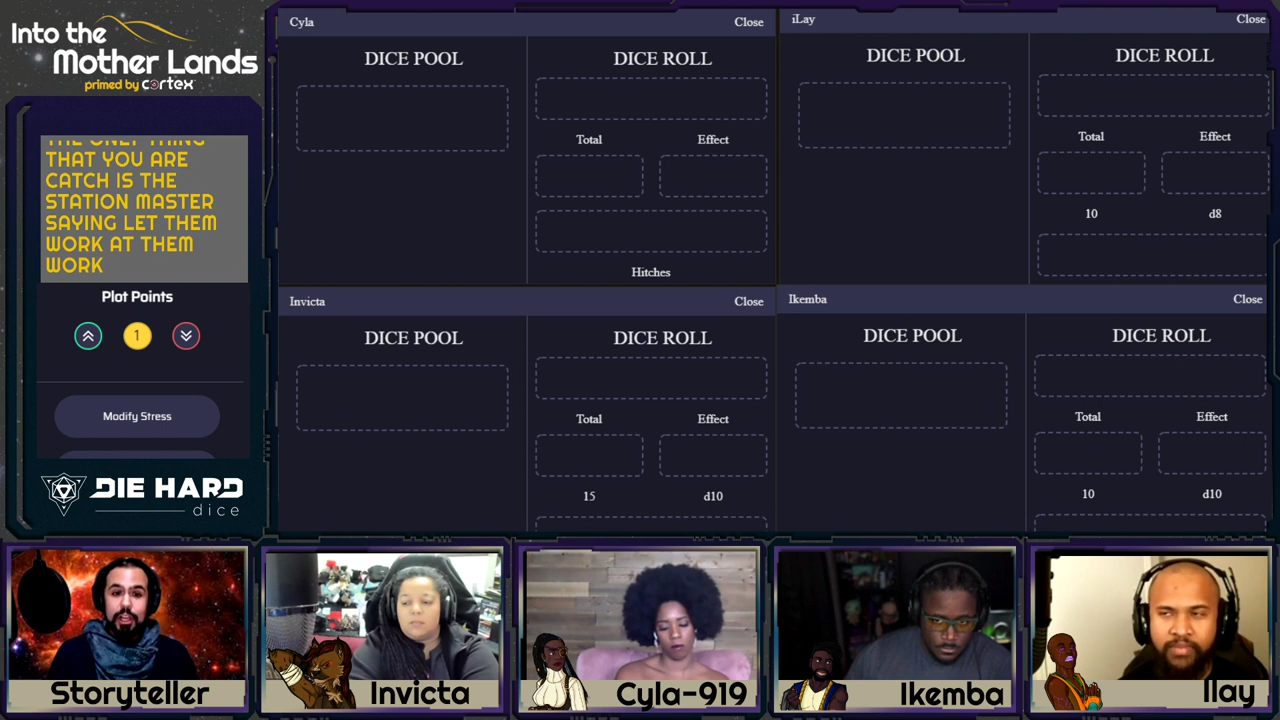 Into the
Mother Lands
primed by cortex
THE ONLY THING
THAT YOU ARE
CATCH IS THE
STATION MASTER
SAYING LET THEM
WORK AT THEM
WORK
Plot Points
1
Modify Stress
DIE HARD
dice
Cyla Close
DICE POOL DICE ROLL
Total Effect
Hitches
iLay Close
DICE POOL DICE ROLL
Total Effect
10 d8
Invicta Close
DICE POOL DICE ROLL
Total Effect
15 d10
Ikemba Close
DICE POOL DICE ROLL
Total Effect
10 d10
Storyteller
Invicta
Cyla-919
Ikemba
Ilay